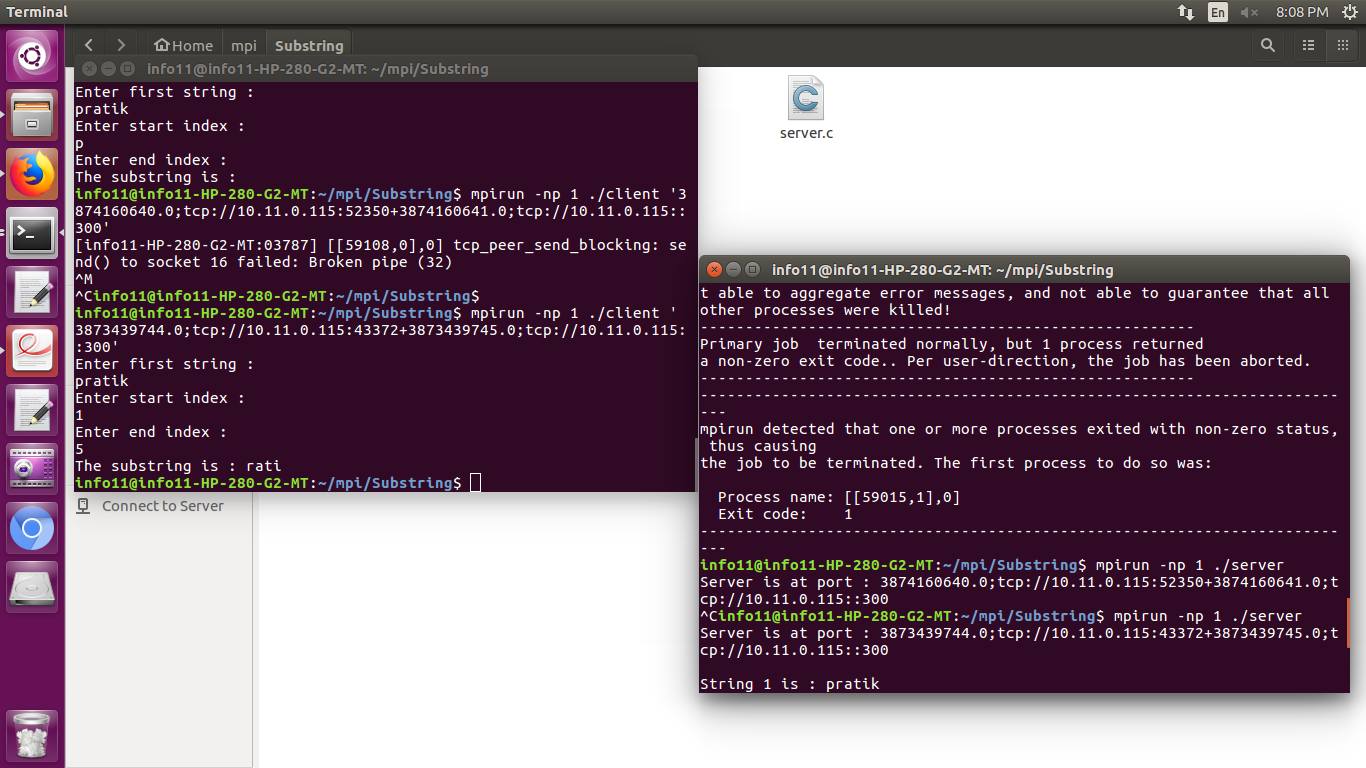 Terminal
En
8:08 PM
Home
mpi
Substring
info11@info11-HP-280-G2-MT: ~/mpi/Substring
Enter first string :
pratik
Enter start index :
p
Enter end index :
The substring is :
info11@info11-HP-280-G2-MT:~/mpi/Substring$ mpirun -np 1 ./client '3
874160640.0;tcp://10.11.0.115:52350+3874160641.0;tcp://10.11.0.115::
300'
[info11-HP-280-G2-MT:03787] [[59108,0],0] tcp_peer_send_blocking: se
nd() to socket 16 failed: Broken pipe (32)
^M
^Cinfo11@info11-HP-280-G2-MT:~/mpi/Substring$
info11@info11-HP-280-G2-MT:~/mpi/Substring$ mpirun -np 1 ./client '
3873439744.0;tcp://10.11.0.115:43372+3873439745.0;tcp://10.11.0.115:
:300'
Enter first string :
pratik
Enter start index :
1
Enter end index :
5
The substring is : rati
info11@info11-HP-280-G2-MT:~/mpi/Substring$
Connect to Server
server.c
info11@info11-HP-280-G2-MT: ~/mpi/Substring
t able to aggregate error messages, and not able to guarantee that all
other processes were killed!
-------------------------------------------------------
Primary job  terminated normally, but 1 process returned
a non-zero exit code.. Per user-direction, the job has been aborted.
-------------------------------------------------------
-----------------------------------------------------------------------
---
mpirun detected that one or more processes exited with non-zero status,
 thus causing
the job to be terminated. The first process to do so was:
  Process name: [[59015,1],0]
  Exit code:    1
-----------------------------------------------------------------------
---
info11@info11-HP-280-G2-MT:~/mpi/Substring$ mpirun -np 1 ./server
Server is at port : 3874160640.0;tcp://10.11.0.115:52350+3874160641.0;t
cp://10.11.0.115::300
^Cinfo11@info11-HP-280-G2-MT:~/mpi/Substring$ mpirun -np 1 ./server
Server is at port : 3873439744.0;tcp://10.11.0.115:43372+3873439745.0;t
cp://10.11.0.115::300
String 1 is : pratik